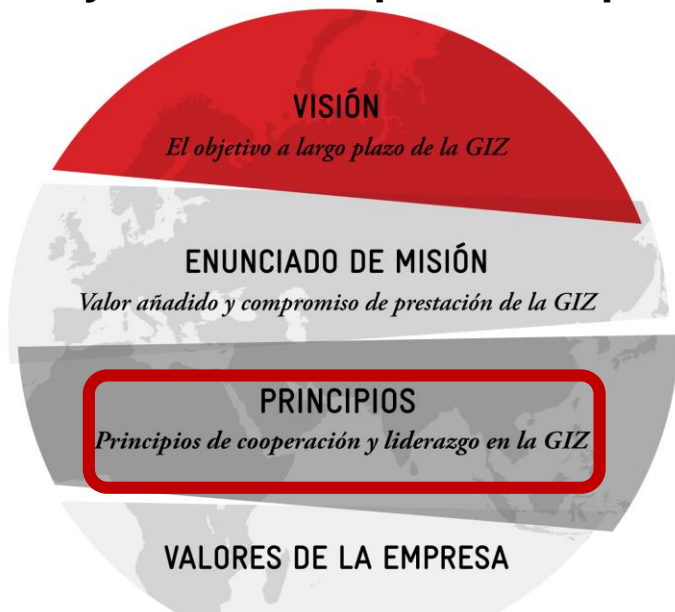 VISIÓN
El objetivo a largo plazo de la GIZ
ENUNCIADO DE MISIÓN
Valor añadido y compromiso de prestación de la GIZ
PRINCIPIOS
Principios de cooperación y liderazgo en la GIZ
VALORES DE LA EMPRESA